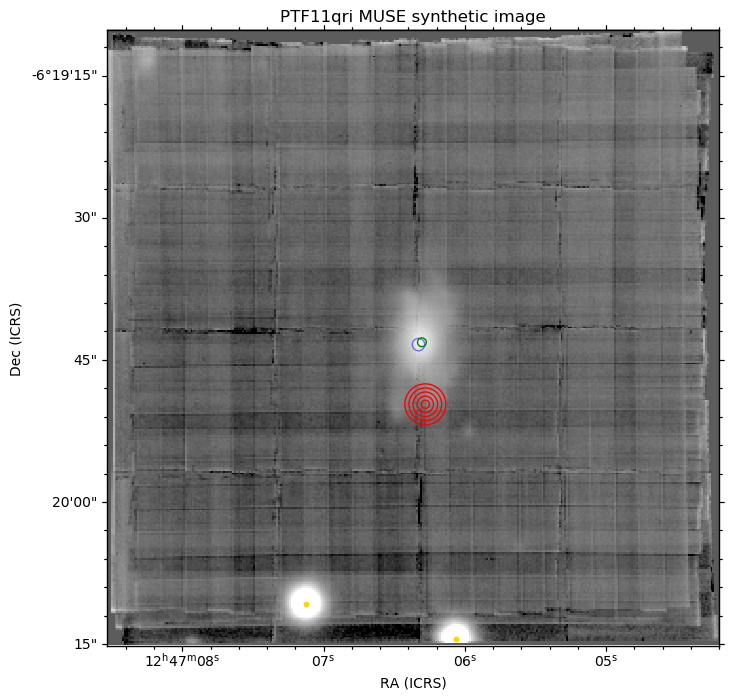 PTF11qri MUSE synthetic image
-6°19'15"
30"
45"
20'00"
15"
Dec (ICRS)
12ʰ47ᵐ08ˢ
07ˢ
06ˢ
05ˢ
RA (ICRS)